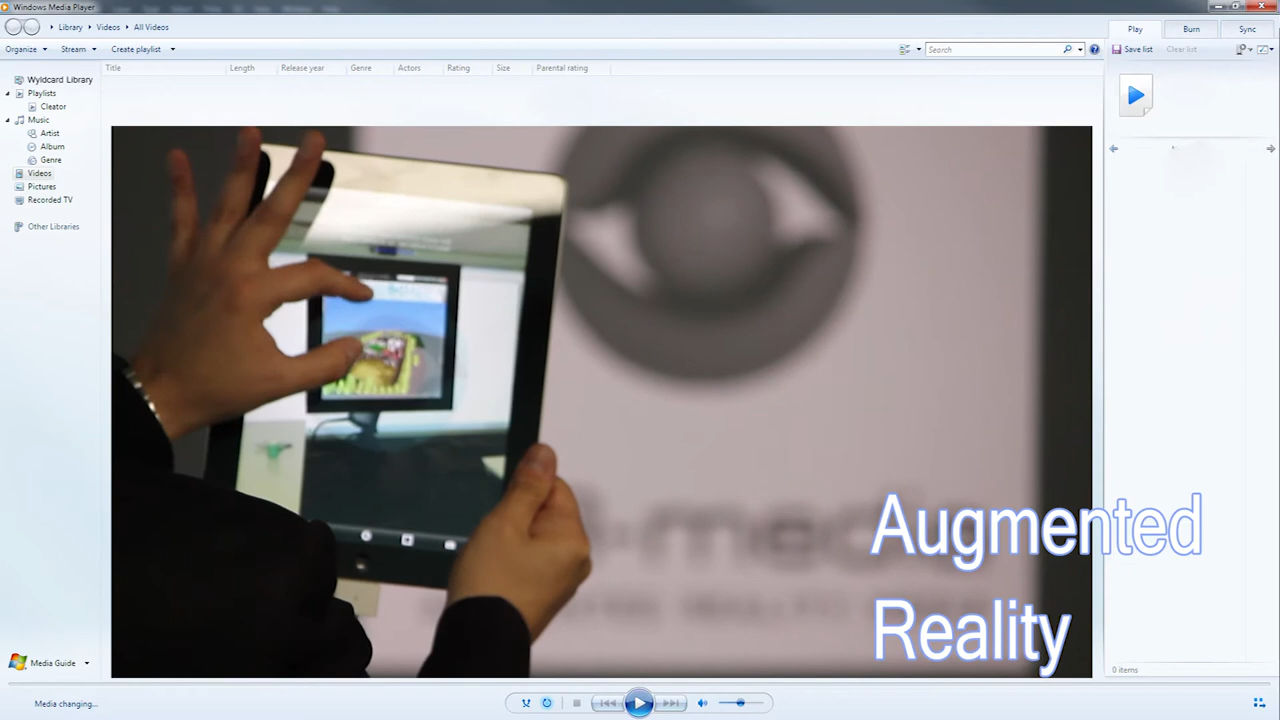 Windows Media Player
Library Videos All Videos
Play Burn Sync
Organize Stream Create playlist
Search
Save list Clear list
Title Length Release year Genre Actors Rating Size Parental rating
Wyldcard Library
Playlists
Cleator
Music
Artist
Album
Genre
Videos
Pictures
Recorded TV
Other Libraries
media
Augmented
Reality
Media Guide
0 items
Media changing...